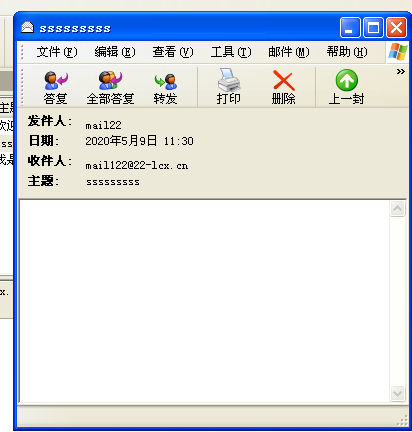 sssssssss
文件(F) 编辑(E) 查看(V) 工具(T) 邮件(M) 帮助(H)
答复 全部答复 转发 打印 删除 上一封 »
发件人: mail22
日期: 2020年5月9日 11:30
收件人: mail122@22-lcx.cn
主题: sssssssss